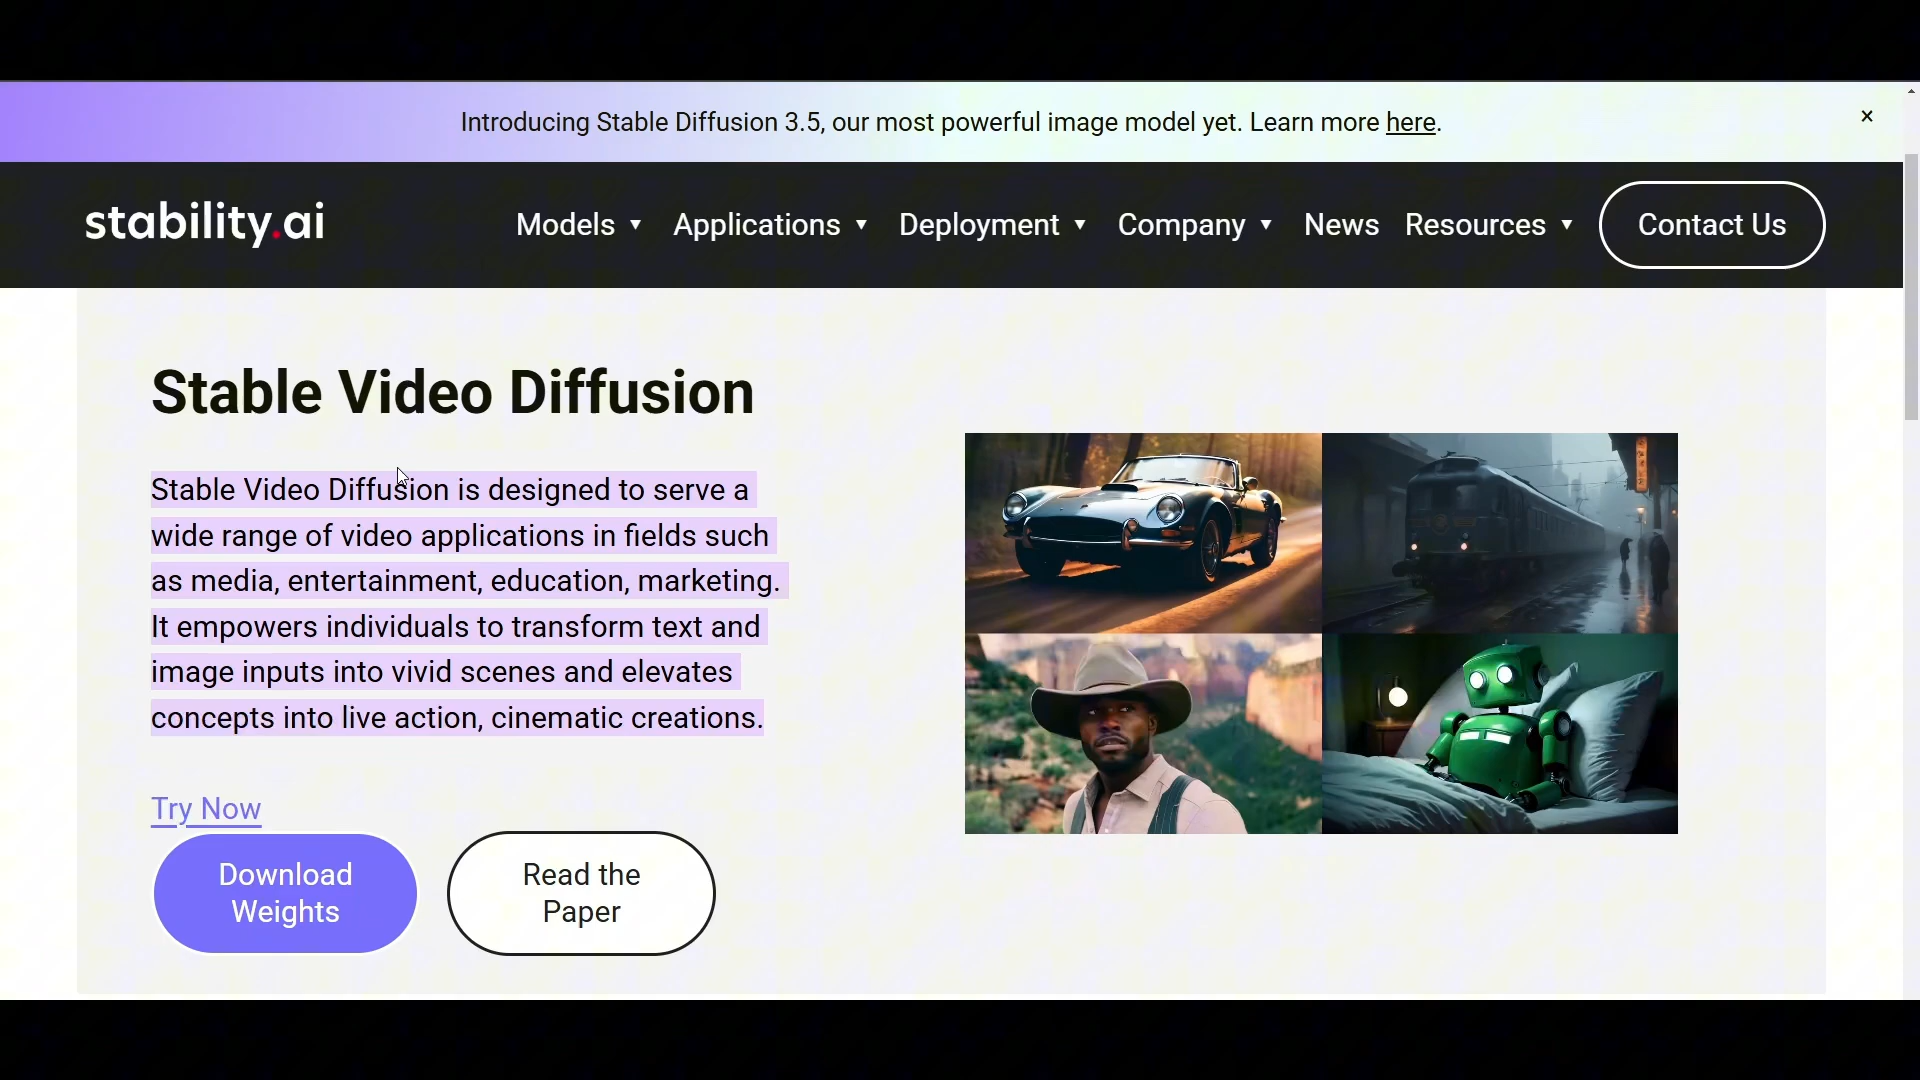 Introducing Stable Diffusion 3.5, our most powerful image model yet. Learn more here.
×
stability.ai
Models ▼ Applications ▼ Deployment ▼ Company ▼ News Resources ▼ Contact Us
Stable Video Diffusion
Stable Video Diffusion is designed to serve a
wide range of video applications in fields such
as media, entertainment, education, marketing.
It empowers individuals to transform text and
image inputs into vivid scenes and elevates
concepts into live action, cinematic creations.
Try Now
Download
Weights
Read the
Paper